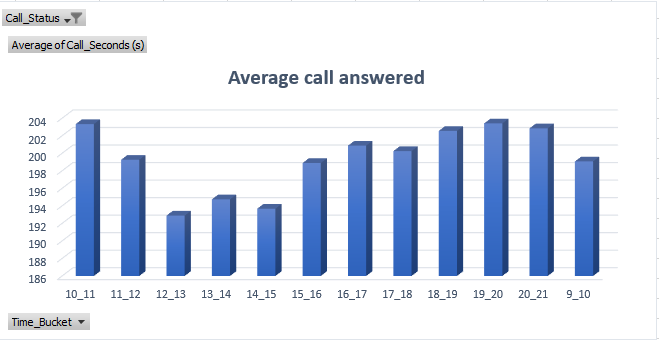 Call_Status
Average of Call_Seconds (s)
Average call answered
204
202
200
198
196
194
192
190
188
186
10_11 11_12 12_13 13_14 14_15 15_16 16_17 17_18 18_19 19_20 20_21 9_10
Time_Bucket